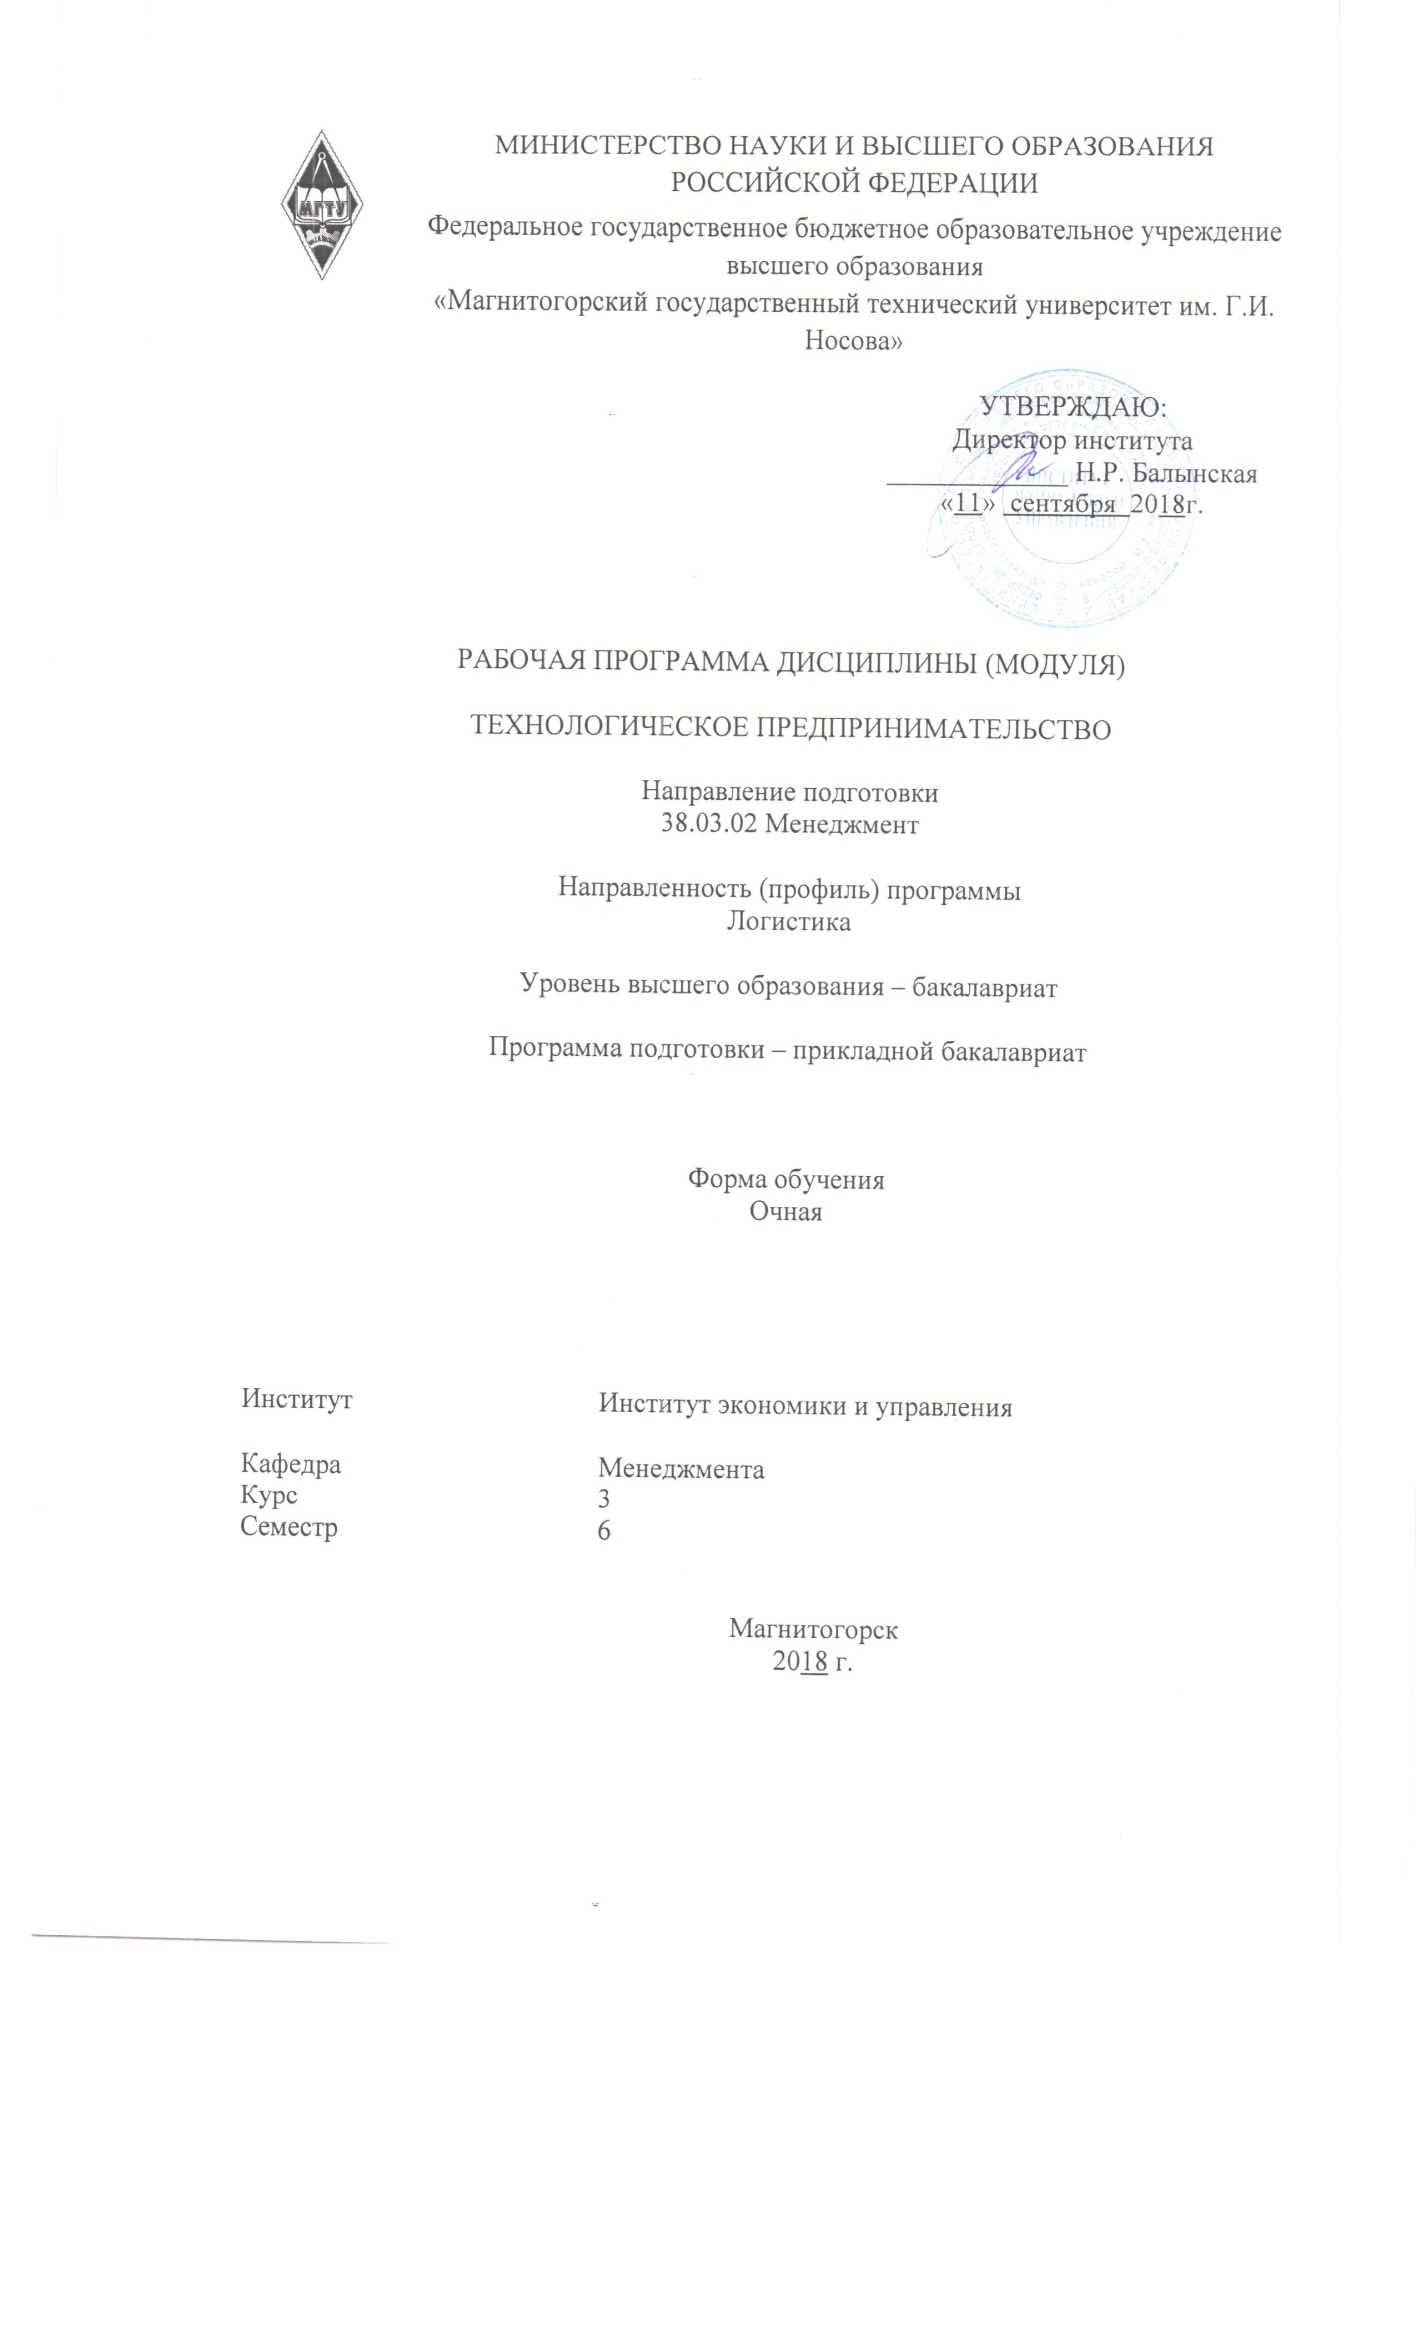 МГТУ
МИНИСТЕРСТВО НАУКИ И ВЫСШЕГО ОБРАЗОВАНИЯ
РОССИЙСКОЙ ФЕДЕРАЦИИ
Федеральное государственное бюджетное образовательное учреждение
высшего образования
«Магнитогорский государственный технический университет им. Г.И.
Носова»
УТВЕРЖДАЮ:
Директор института
_____________ Н.Р. Балынская
«11» сентября 2018г.
РАБОЧАЯ ПРОГРАММА ДИСЦИПЛИНЫ (МОДУЛЯ)
ТЕХНОЛОГИЧЕСКОЕ ПРЕДПРИНИМАТЕЛЬСТВО
Направление подготовки
38.03.02 Менеджмент
Направленность (профиль) программы
Логистика
Уровень высшего образования – бакалавриат
Программа подготовки – прикладной бакалавриат
Форма обучения
Очная
Институт Институт экономики и управления
Кафедра Менеджмента
Курс 3
Семестр 6
Магнитогорск
2018 г.